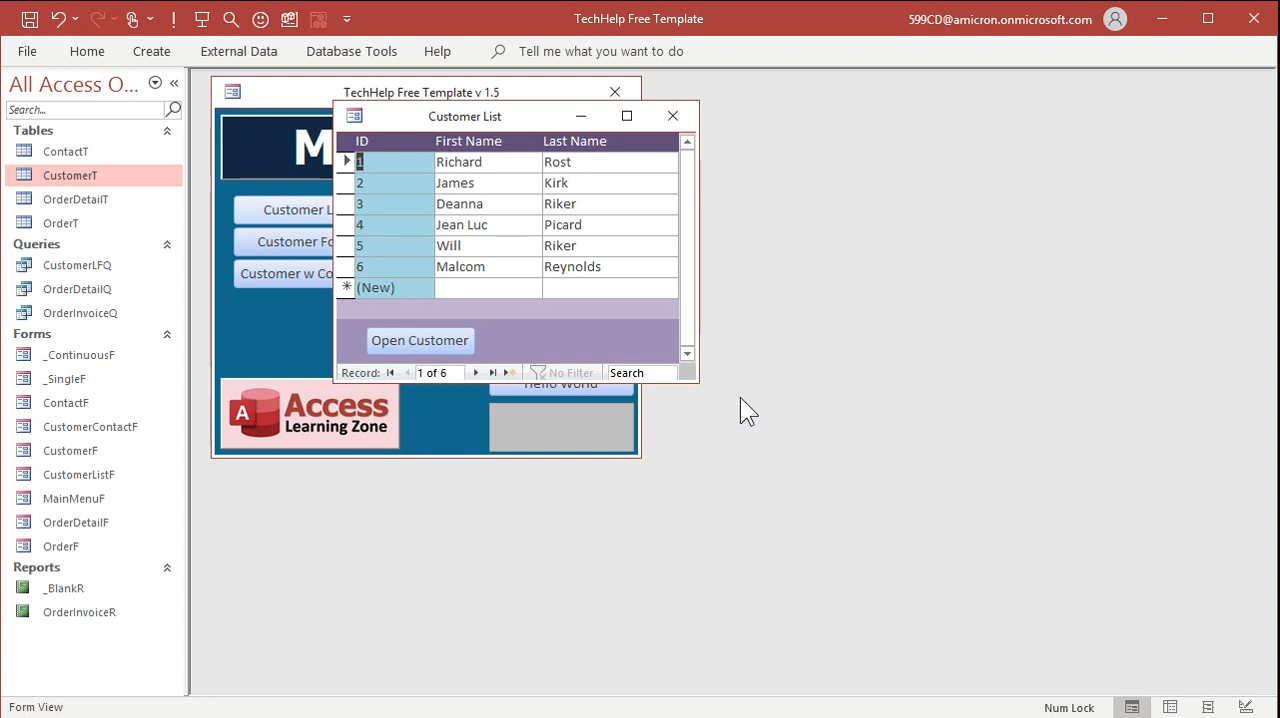 TechHelp Free Template
599CD@amicron.onmicrosoft.com
File Home Create External Data Database Tools Help Tell me what you want to do
All Access O...
Search...
Tables
ContactT
CustomerT
OrderDetailT
OrderT
Queries
CustomerLFQ
OrderDetailQ
OrderInvoiceQ
Forms
_ContinuousF
_SingleF
ContactF
CustomerContactF
CustomerF
CustomerListF
MainMenuF
OrderDetailF
OrderF
Reports
_BlankR
OrderInvoiceR
TechHelp Free Template v 1.5
M
Customer L
Customer Fo
Customer w Co
Customer List
ID First Name Last Name
1 Richard Rost
2 James Kirk
3 Deanna Riker
4 Jean Luc Picard
5 Will Riker
6 Malcom Reynolds
* (New)
Open Customer
Record: 1 of 6 No Filter Search
Hello World
A Access
Learning Zone
Form View
Num Lock